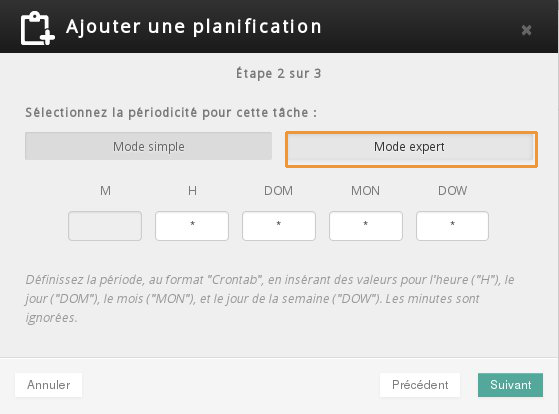 Ajouter une planification
Étape 2 sur 3
Sélectionnez la périodicité pour cette tâche :
Mode simple Mode expert
M H DOM MON DOW
* * * *
Définissez la période, au format "Crontab", en insérant des valeurs pour l'heure ("H"), le
jour ("DOM"), le mois ("MON"), et le jour de la semaine ("DOW"). Les minutes sont
ignorées.
Annuler Précédent Suivant